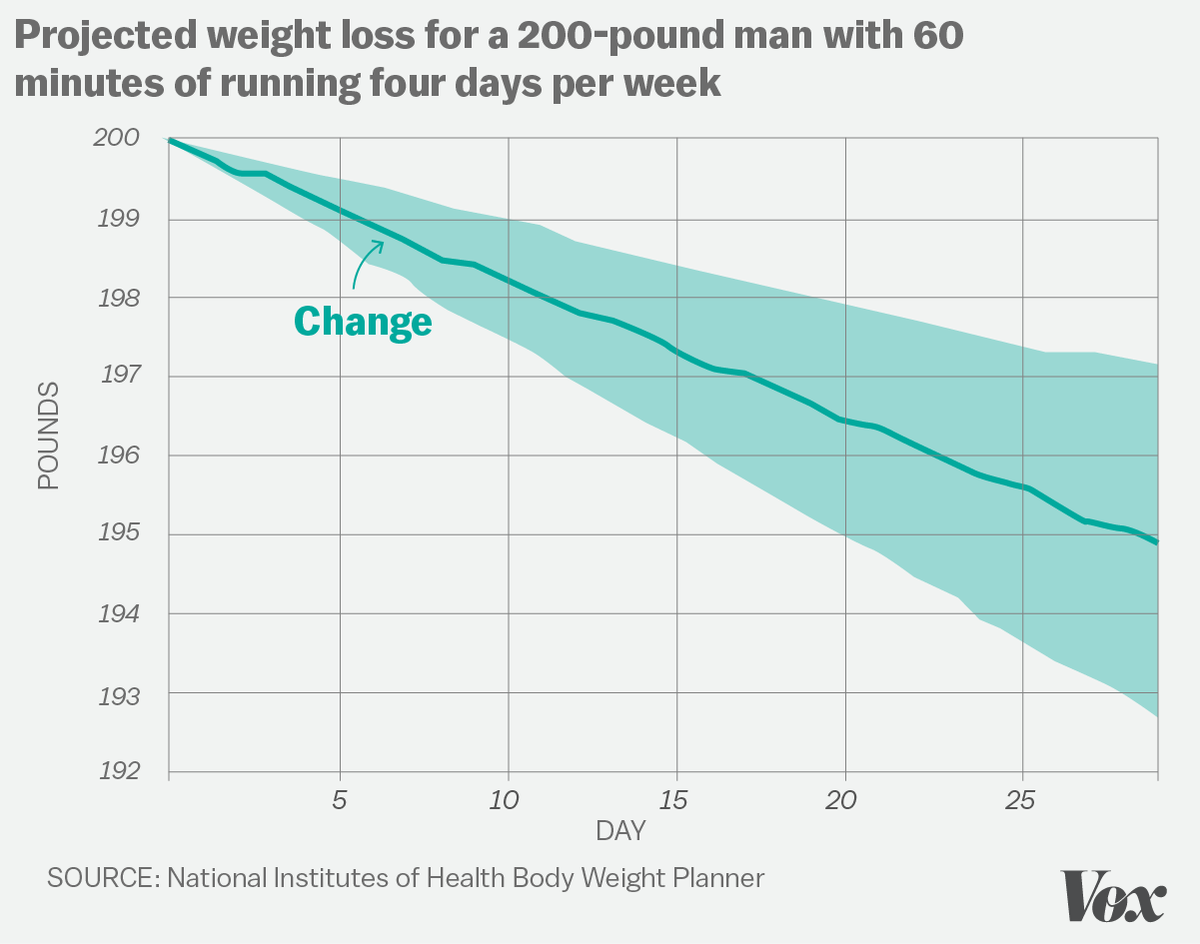 Projected weight loss for a 200-pound man with 60
minutes of running four days per week
200
199
198
197
196
195
194
193
192
POUNDS
Change
5
10
15
20
25
DAY
SOURCE: National Institutes of Health Body Weight Planner
Vox